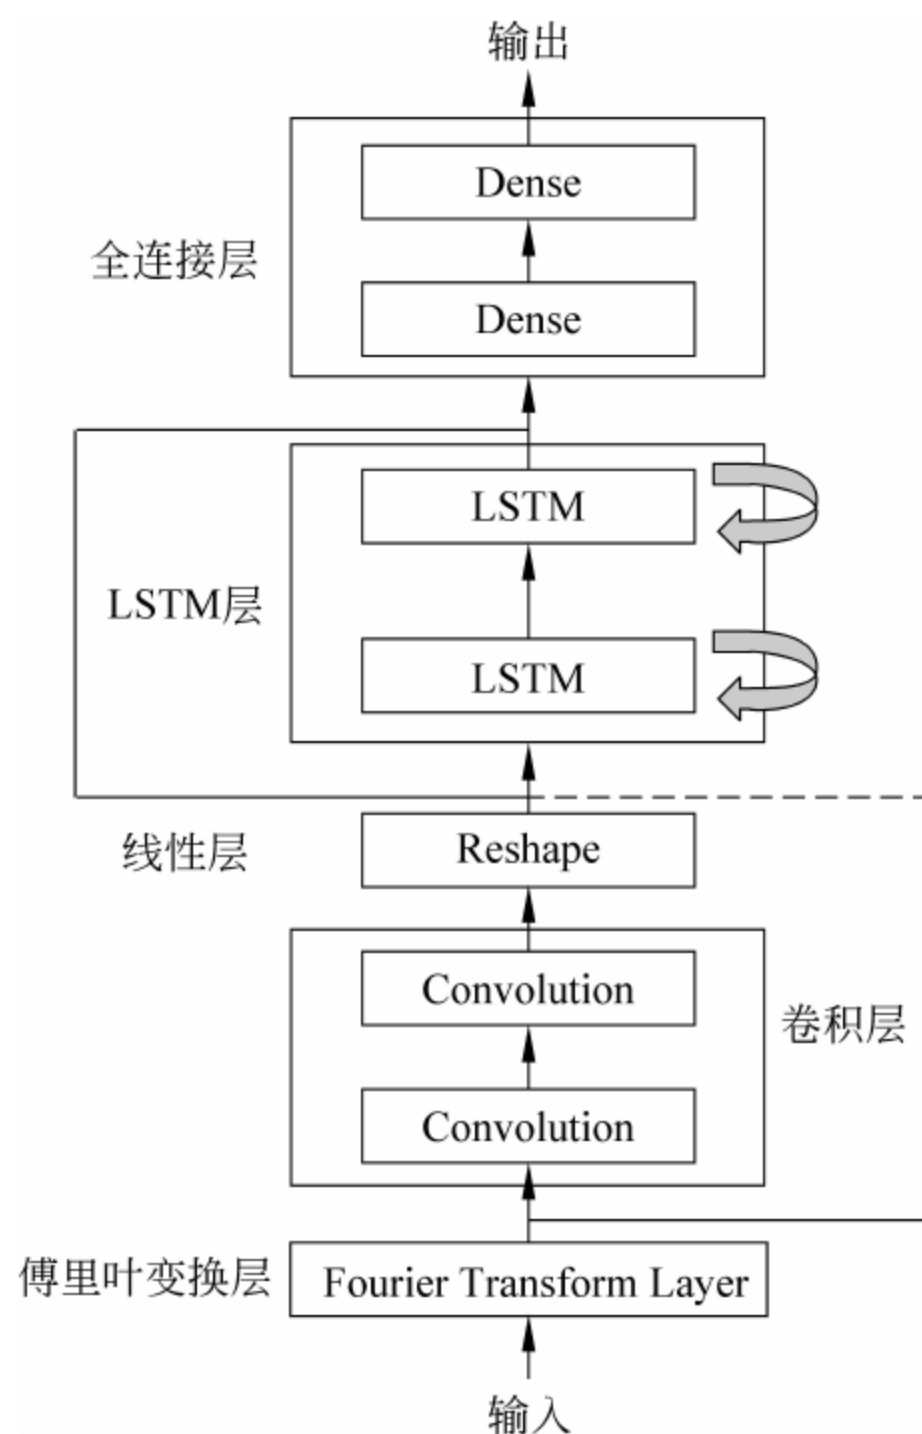 输出
Dense
全连接层
Dense
LSTM
LSTM层
LSTM
线性层
Reshape
Convolution
卷积层
Convolution
傅里叶变换层
Fourier Transform Layer
输入